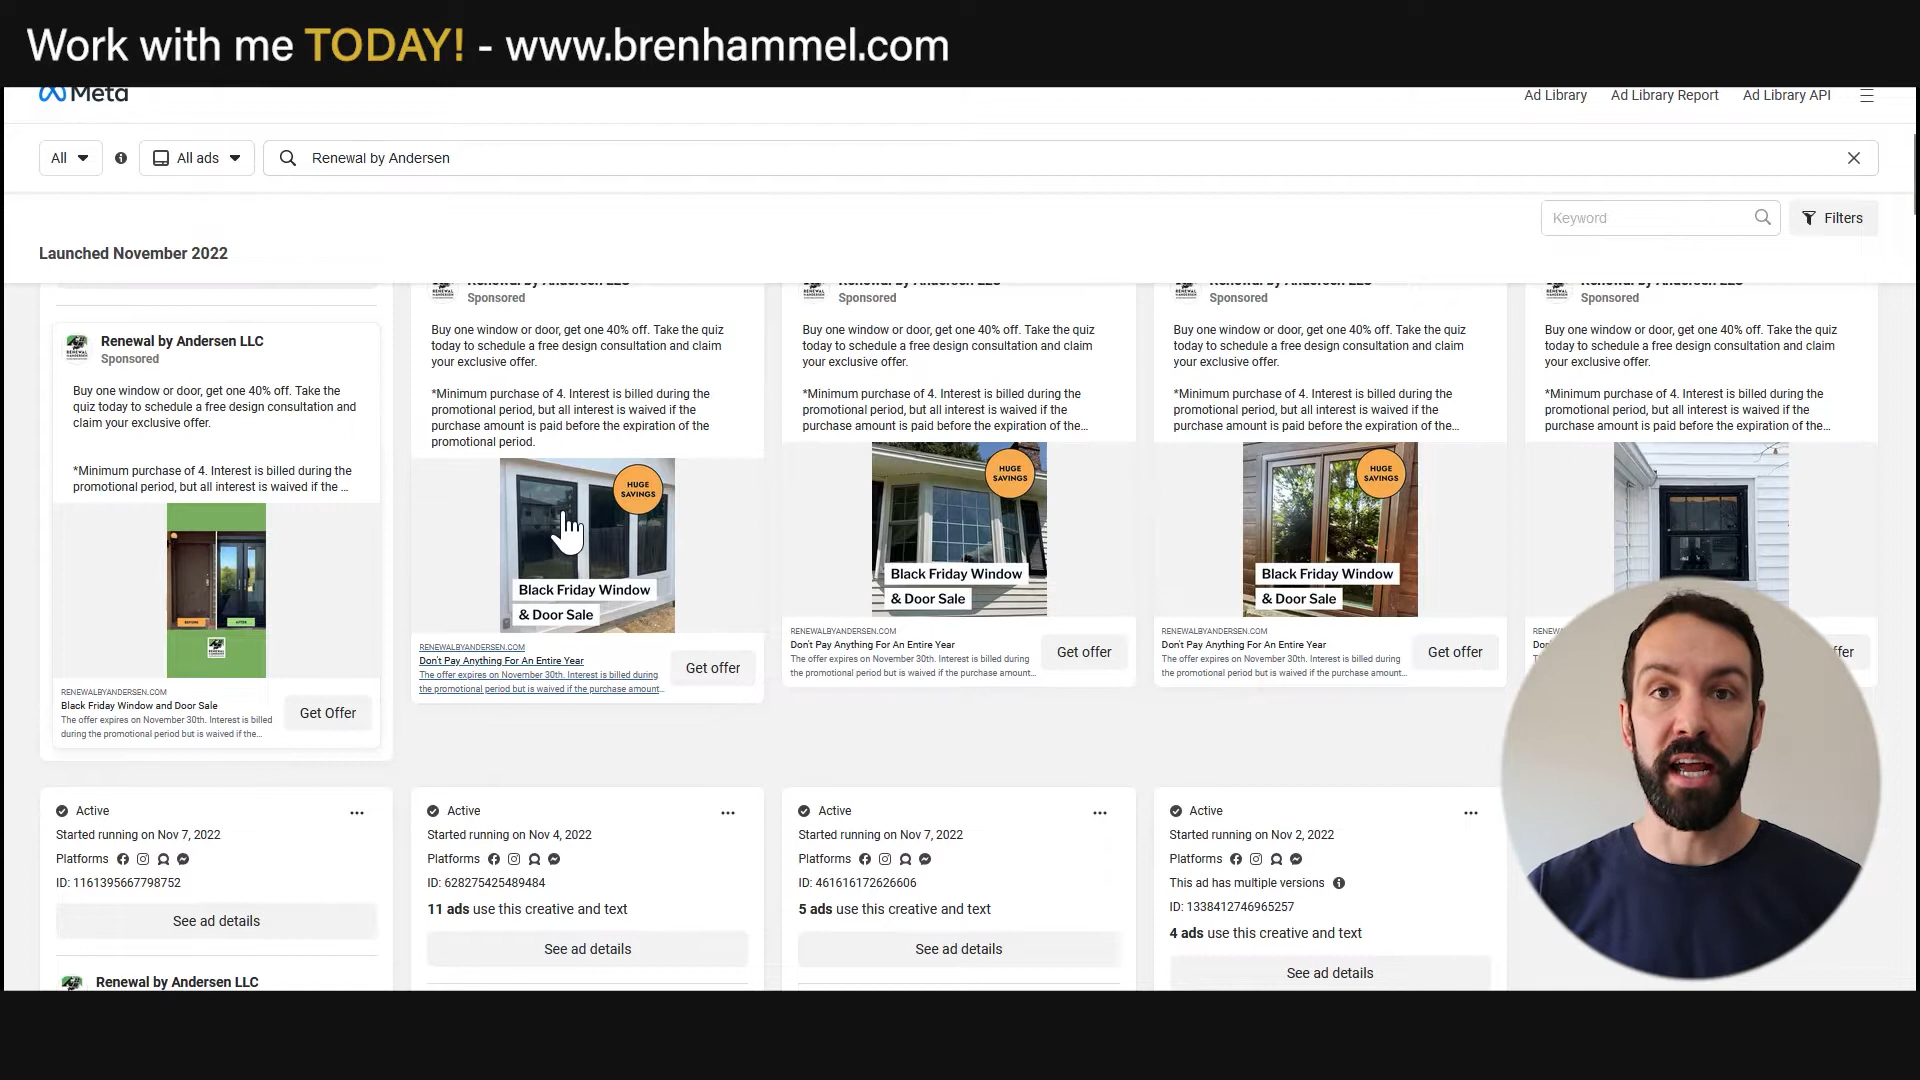 Work with me TODAY! - www.brenhammel.com
Meta
Ad Library
Ad Library Report
Ad Library API
All
All ads
Renewal by Andersen
Keyword
Filters
Launched November 2022
Renewal by Andersen LLC
Sponsored
Buy one window or door, get one 40% off. Take the
quiz today to schedule a free design consultation and
claim your exclusive offer.
*Minimum purchase of 4. Interest is billed during the
promotional period, but all interest is waived if the ...
BEFORE
AFTER
RENEWALBYANDERSEN.COM
Black Friday Window and Door Sale
The offer expires on November 30th. Interest is billed
during the promotional period but is waived if the...
Get Offer
Renewal by Andersen LLC
Sponsored
Buy one window or door, get one 40% off. Take the quiz
today to schedule a free design consultation and claim
your exclusive offer.
*Minimum purchase of 4. Interest is billed during the
promotional period, but all interest is waived if the
purchase amount is paid before the expiration of the
promotional period.
HUGE
SAVINGS
Black Friday Window
& Door Sale
RENEWALBYANDERSEN.COM
Don't Pay Anything For An Entire Year
The offer expires on November 30th. Interest is billed during
the promotional period but is waived if the purchase amount...
Get offer
Renewal by Andersen LLC
Sponsored
Buy one window or door, get one 40% off. Take the quiz
today to schedule a free design consultation and claim
your exclusive offer.
*Minimum purchase of 4. Interest is billed during the
promotional period, but all interest is waived if the
purchase amount is paid before the expiration of the...
HUGE
SAVINGS
Black Friday Window
& Door Sale
RENEWALBYANDERSEN.COM
Don't Pay Anything For An Entire Year
The offer expires on November 30th. Interest is billed during
the promotional period but is waived if the purchase amount...
Get offer
Renewal by Andersen LLC
Sponsored
Buy one window or door, get one 40% off. Take the quiz
today to schedule a free design consultation and claim
your exclusive offer.
*Minimum purchase of 4. Interest is billed during the
promotional period, but all interest is waived if the
purchase amount is paid before the expiration of the...
HUGE
SAVINGS
Black Friday Window
& Door Sale
RENEWALBYANDERSEN.COM
Don't Pay Anything For An Entire Year
The offer expires on November 30th. Interest is billed during
the promotional period but is waived if the purchase amount...
Get offer
Renewal by Andersen LLC
Sponsored
Buy one window or door, get one 40% off. Take the quiz
today to schedule a free design consultation and claim
your exclusive offer.
*Minimum purchase of 4. Interest is billed during the
promotional period, but all interest is waived if the
purchase amount is paid before the expiration of the...
Active
Started running on Nov 7, 2022
Platforms
ID: 1161395667798752
See ad details
Renewal by Andersen LLC
Active
Started running on Nov 4, 2022
Platforms
ID: 628275425489484
11 ads use this creative and text
See ad details
Active
Started running on Nov 7, 2022
Platforms
ID: 461616172626606
5 ads use this creative and text
See ad details
Active
Started running on Nov 2, 2022
Platforms
This ad has multiple versions
ID: 1338412746965257
4 ads use this creative and text
See ad details